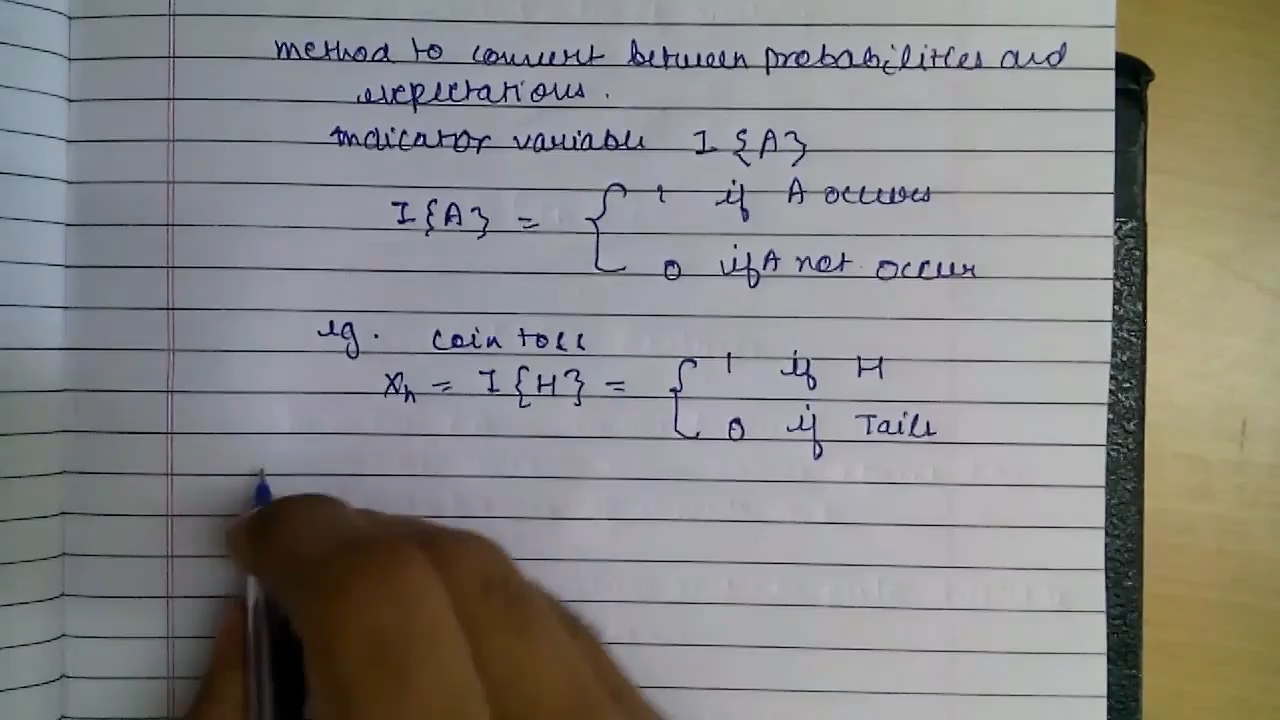 method to convert between probabilities and
expectations.
Indicator variable I {A}
I{A} = { 1 if A occurs
0 if A not occur
eg. coin toss
Xh = I {H} = { 1 if H
0 if Tails